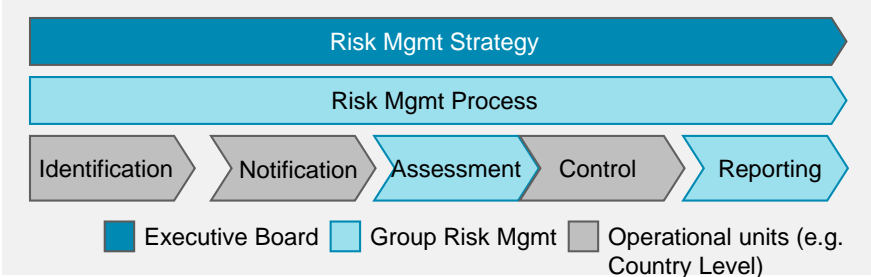 Risk Mgmt Strategy
Risk Mgmt Process
Identification Notification Assessment Control Reporting
Executive Board Group Risk Mgmt Operational units (e.g.
Country Level)